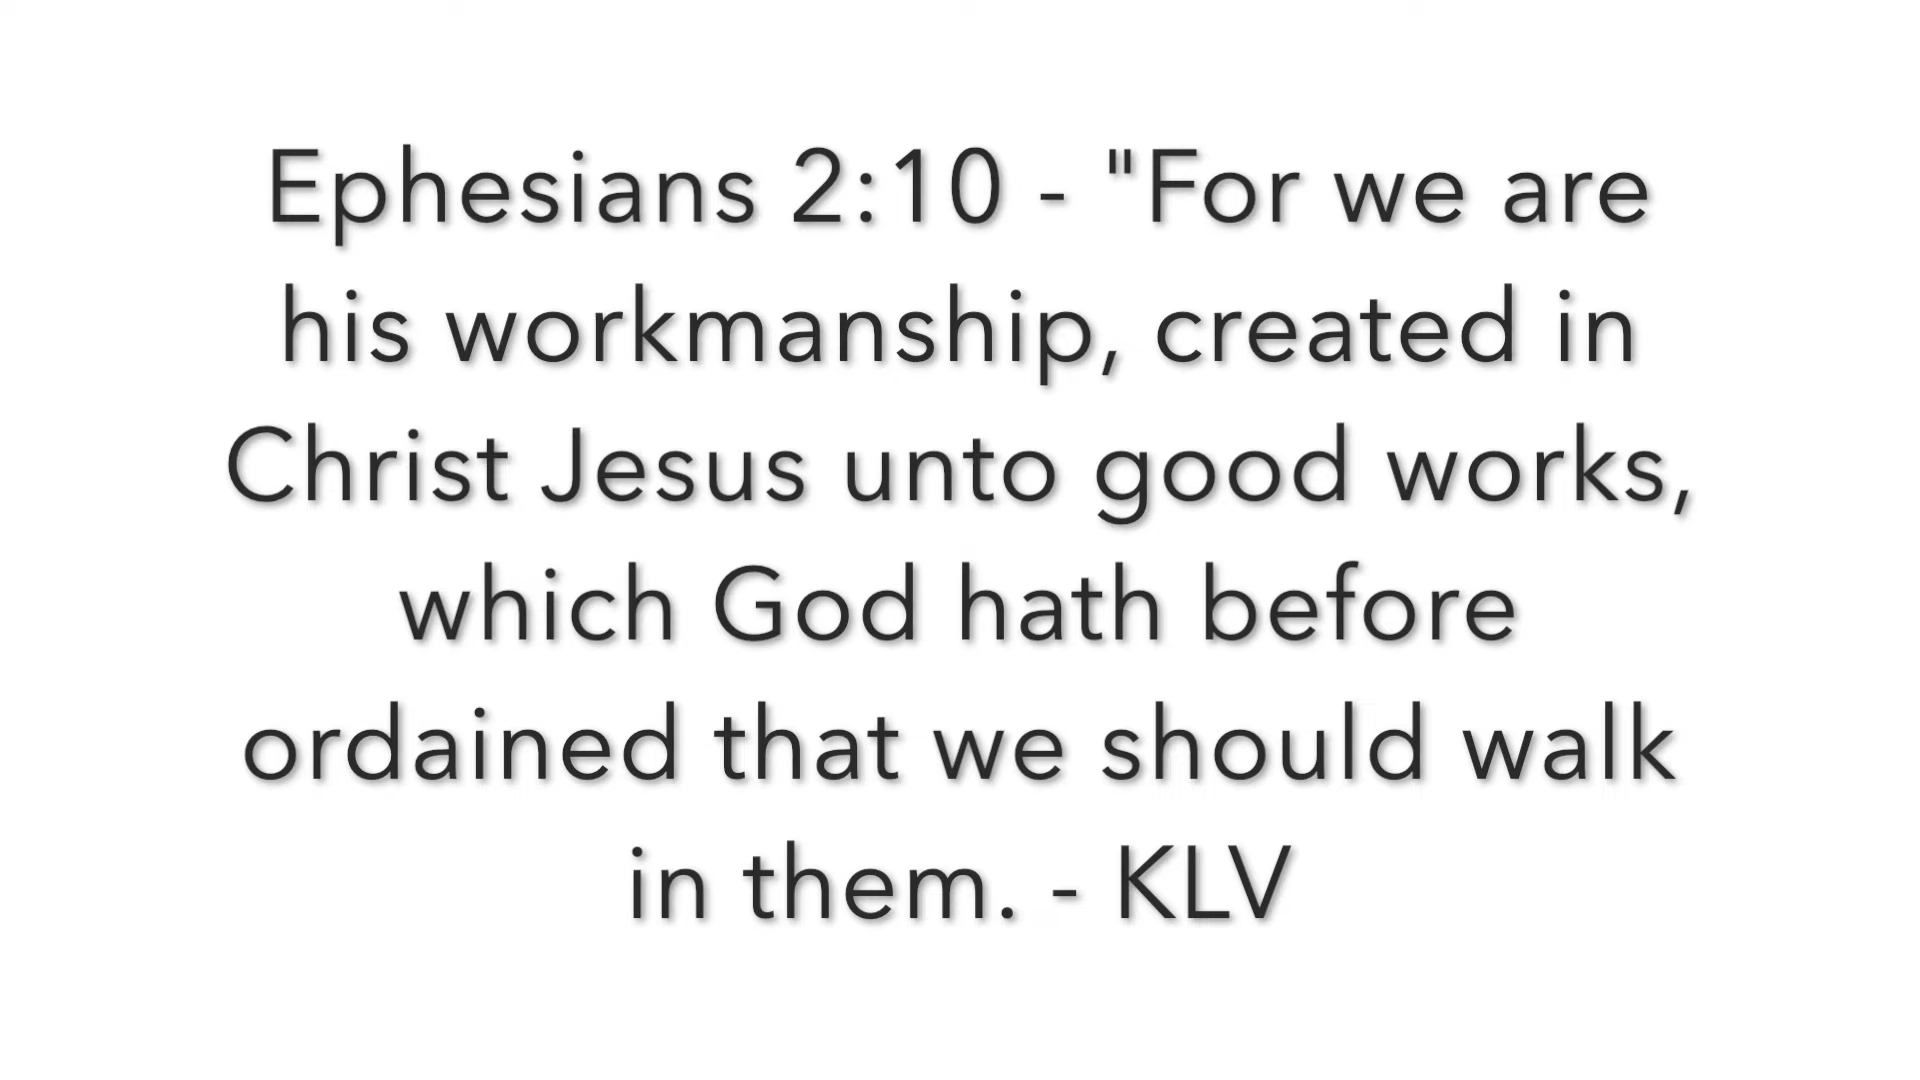 Ephesians 2:10 - "For we are
his workmanship, created in
Christ Jesus unto good works,
which God hath before
ordained that we should walk
in them. - KLV